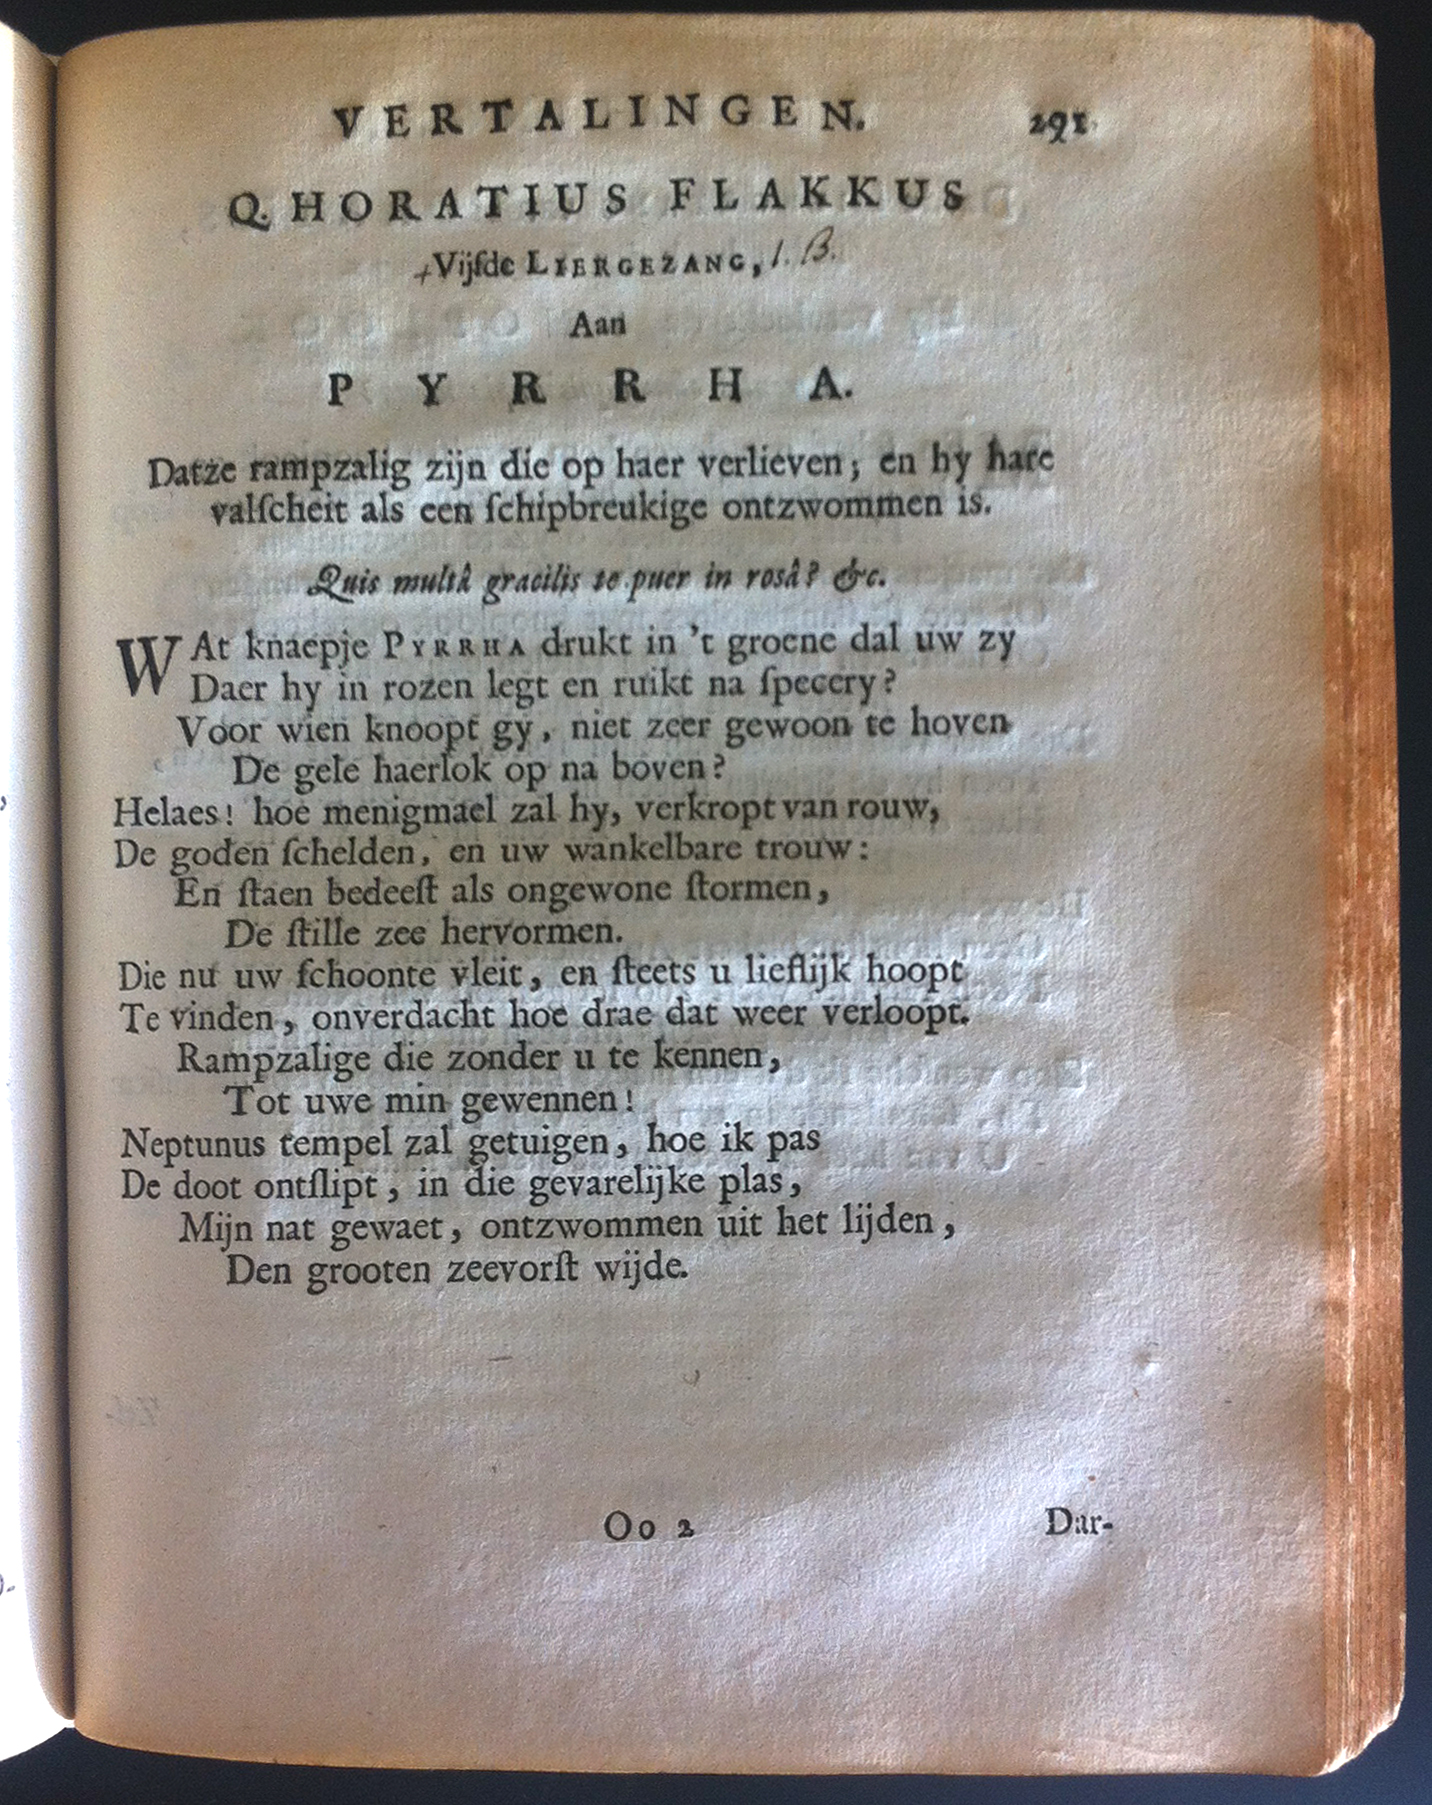 VERTALINGEN. 291
Q. HORATIUS FLAKKUS
+Vijfde LIERGEZANG, 1. B.
Aan
PYRRHA.
Datze rampzalig zijn die op haer verlieven; en hy hare
valſcheit als een ſchipbreukige ontzwommen is.
Quis multâ gracilis te puer in rosâ? &c.
WAt knaepje PYRRHA drukt in 't groene dal uw zy
Daer hy in rozen legt en ruikt na ſpecery?
Voor wien knoopt gy, niet zeer gewoon te hoven
De gele haerlok op na boven?
Helaes! hoe menigmael zal hy, verkropt van rouw,
De goden ſchelden, en uw wankelbare trouw:
En ſtaen bedeeſt als ongewone ſtormen,
De ſtille zee hervormen.
Die nu uw ſchoonte vleit, en ſteets u lieflijk hoopt
Te vinden, onverdacht hoe drae dat weer verloopt.
Rampzalige die zonder u te kennen,
Tot uwe min gewennen!
Neptunus tempel zal getuigen, hoe ik pas
De doot ontſlipt, in die gevarelijke plas,
Mijn nat gewaet, ontzwommen uit het lijden,
Den grooten zeevorſt wijde.
Oo 2 Dar-